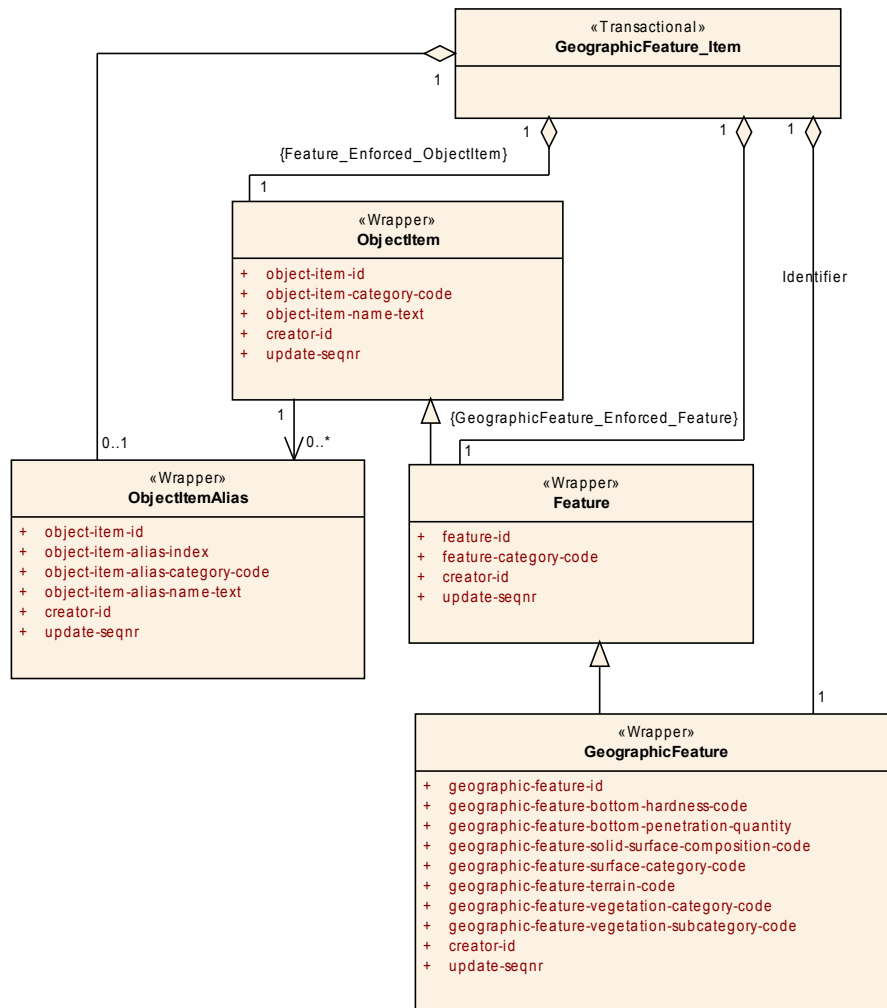 «Transactional»
GeographicFeature_Item
1
1
1
1
{Feature_Enforced_ObjectItem}
1
«Wrapper»
ObjectItem
+ object-item-id
+ object-item-category-code
+ object-item-name-text
+ creator-id
+ update-seqnr
Identifier
1
{GeographicFeature_Enforced_Feature}
0..1
0..*
1
«Wrapper»
ObjectItemAlias
+ object-item-id
+ object-item-alias-index
+ object-item-alias-category-code
+ object-item-alias-name-text
+ creator-id
+ update-seqnr
«Wrapper»
Feature
+ feature-id
+ feature-category-code
+ creator-id
+ update-seqnr
1
«Wrapper»
GeographicFeature
+ geographic-feature-id
+ geographic-feature-bottom-hardness-code
+ geographic-feature-bottom-penetration-quantity
+ geographic-feature-solid-surface-composition-code
+ geographic-feature-surface-category-code
+ geographic-feature-terrain-code
+ geographic-feature-vegetation-category-code
+ geographic-feature-vegetation-subcategory-code
+ creator-id
+ update-seqnr